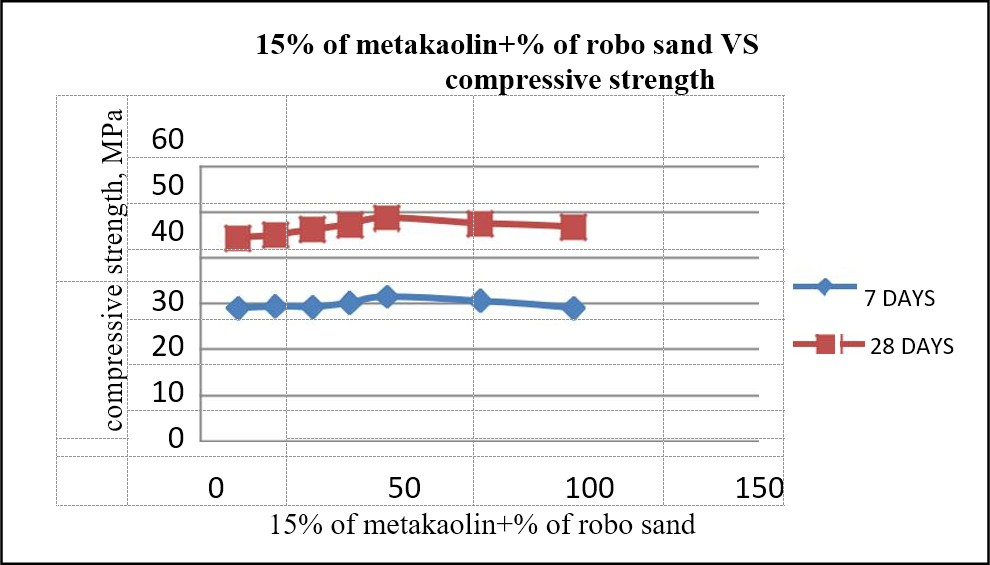 15% of metakaolin+% of robo sand VS
compressive strength
compressive strength, MPa
60
50
40
30
20
10
0
0 50 100 150
15% of metakaolin+% of robo sand
7 DAYS
28 DAYS